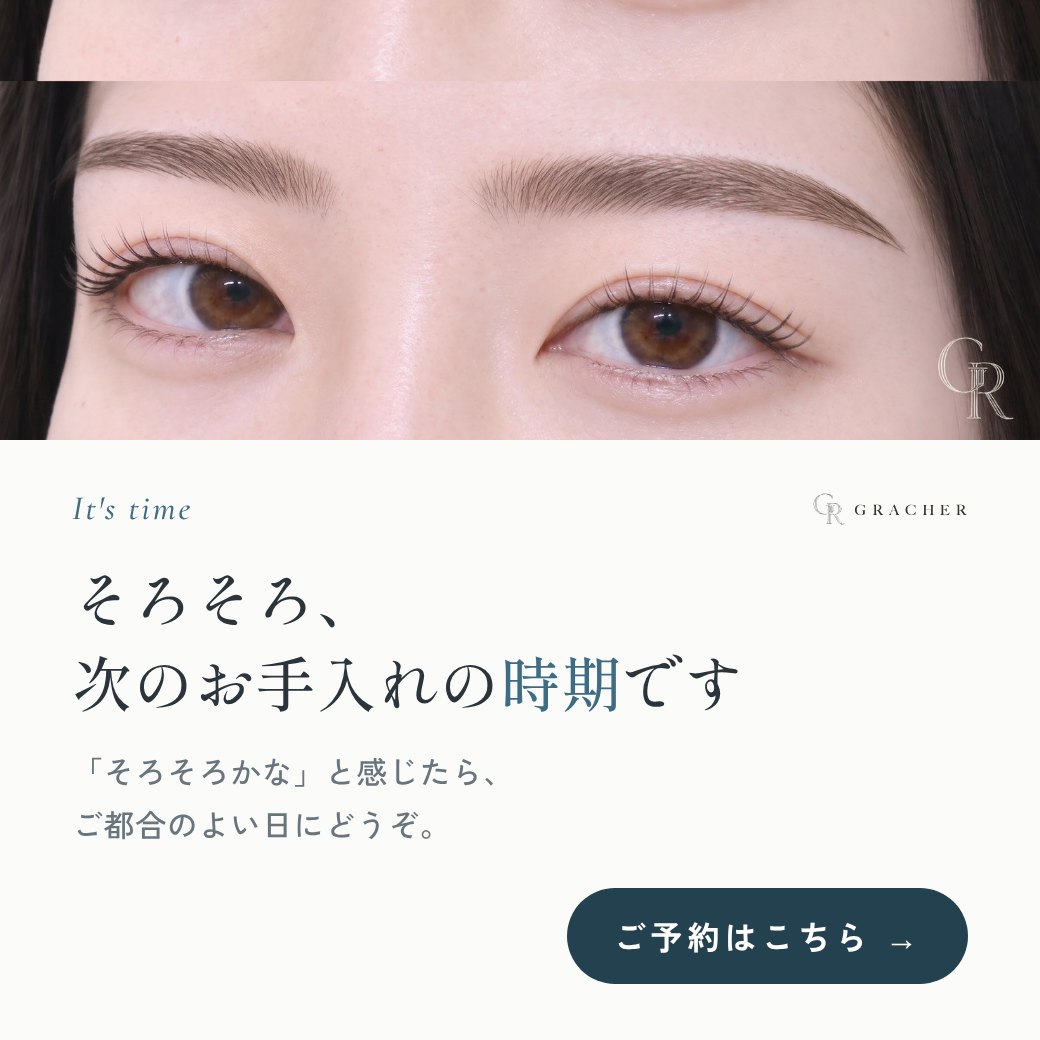 GR
It's time
GR GRACHER
そろそろ、
次のお手入れの時期です
「そろそろかな」と感じたら、
ご都合のよい日にどうぞ。
ご予約はこちら →